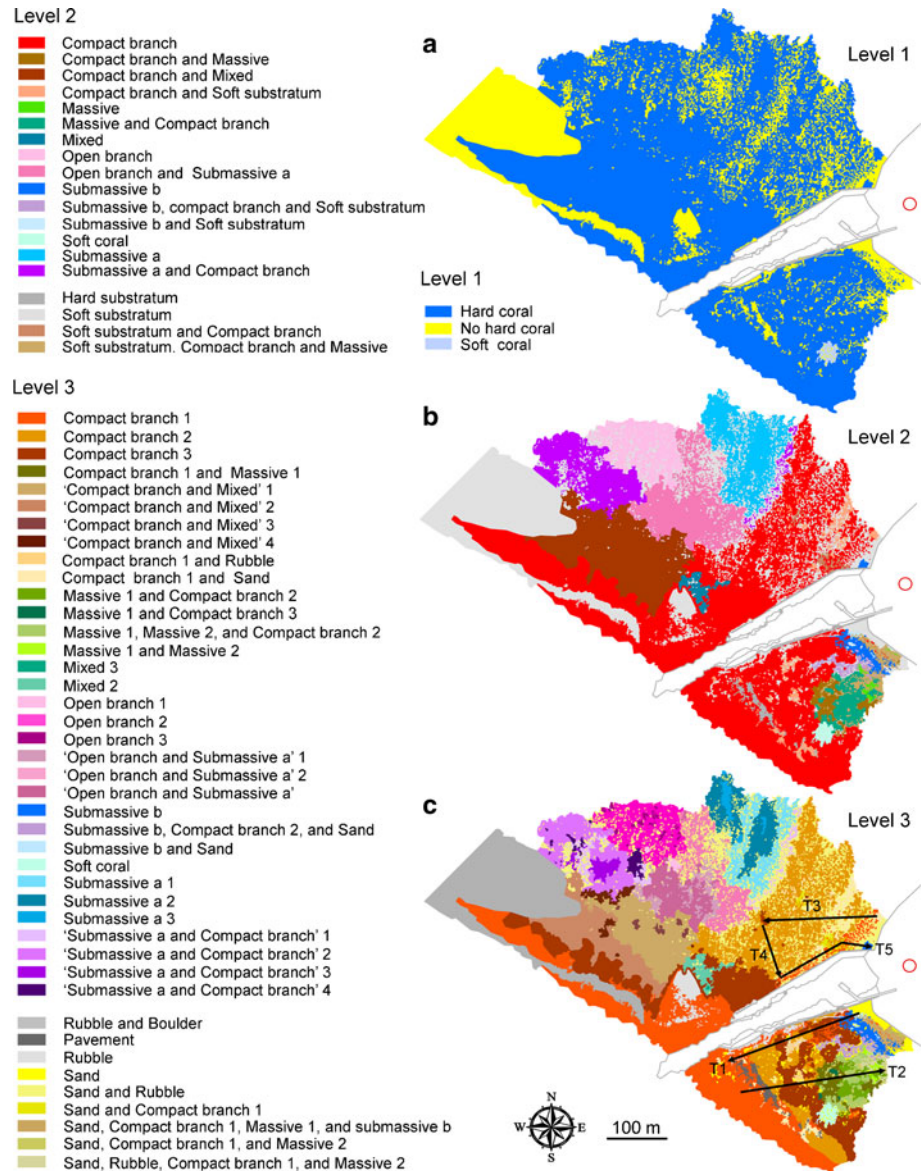 Level 2
Compact branch
Compact branch and Massive
Compact branch and Mixed
Compact branch and Soft substratum
Massive
Massive and Compact branch
Mixed
Open branch
Open branch and Submassive a
Submassive b
Submassive b, compact branch and Soft substratum
Submassive b and Soft substratum
Soft coral
Submassive a
Submassive a and Compact branch
Hard substratum
Soft substratum
Soft substratum and Compact branch
Soft substratum. Compact branch and Massive
Level 3
Compact branch 1
Compact branch 2
Compact branch 3
Compact branch 1 and Massive 1
'Compact branch and Mixed' 1
'Compact branch and Mixed' 2
'Compact branch and Mixed' 3
'Compact branch and Mixed' 4
Compact branch 1 and Rubble
Compact branch 1 and Sand
Massive 1 and Compact branch 2
Massive 1 and Compact branch 3
Massive 1, Massive 2, and Compact branch 2
Massive 1 and Massive 2
Mixed 3
Mixed 2
Open branch 1
Open branch 2
Open branch 3
'Open branch and Submassive a' 1
'Open branch and Submassive a' 2
'Open branch and Submassive a'
Submassive b
Submassive b, Compact branch 2, and Sand
Submassive b and Sand
Soft coral
Submassive a 1
Submassive a 2
Submassive a 3
'Submassive a and Compact branch' 1
'Submassive a and Compact branch' 2
'Submassive a and Compact branch' 3
'Submassive a and Compact branch' 4
Rubble and Boulder
Pavement
Rubble
Sand
Sand and Rubble
Sand and Compact branch 1
Sand, Compact branch 1, Massive 1, and submassive b
Sand, Compact branch 1, and Massive 2
Sand, Rubble, Compact branch 1, and Massive 2
a
Level 1
Level 1
Hard coral
No hard coral
Soft coral
b
Level 2
c
Level 3
T3
T4
T5
T1
T2
N
W
E
S
100 m